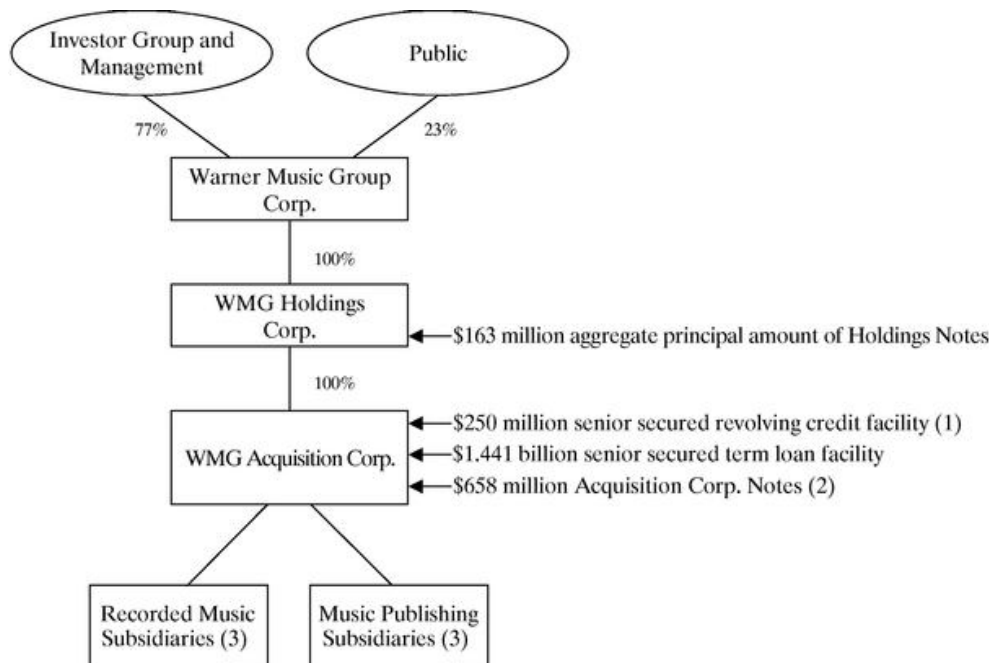 Investor Group and
Management
Public
77%
23%
Warner Music Group
Corp.
100%
WMG Holdings
Corp.
$163 million aggregate principal amount of Holdings Notes
100%
$250 million senior secured revolving credit facility (1)
WMG Acquisition Corp.
$1.441 billion senior secured term loan facility
$658 million Acquisition Corp. Notes (2)
Recorded Music
Subsidiaries (3)
Music Publishing
Subsidiaries (3)